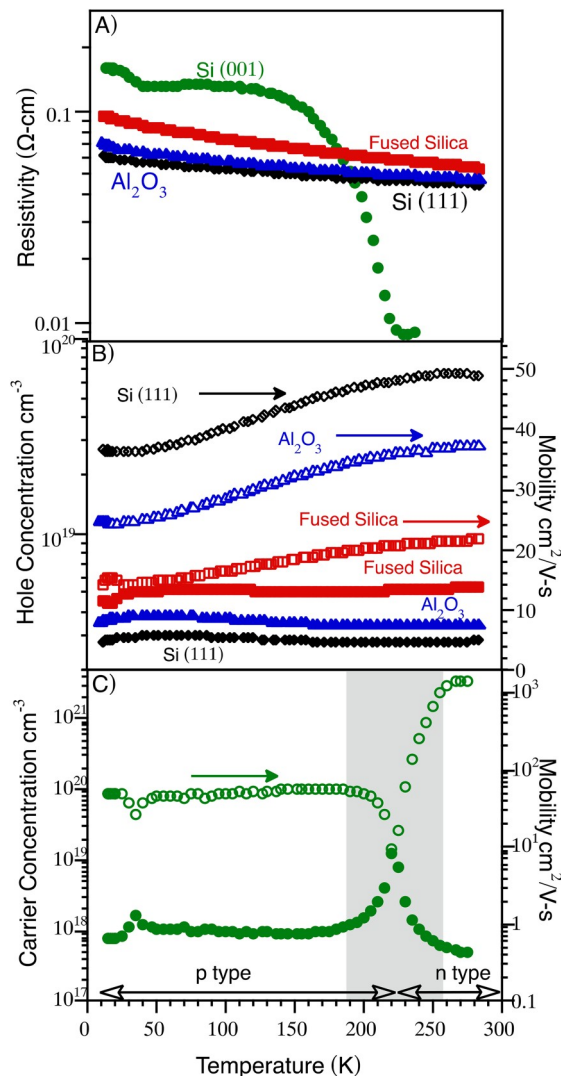 A)
Si (001)
0.1
Fused Silica
Al2O3
Si (111)
0.01
Resistivity (Ω-cm)
B)
10^20
Si (111)
50
Al2O3
40
30
10^19
Fused Silica
20
Fused Silica
10
Al2O3
Si (111)
0
Hole Concentration cm^-3
Mobility cm^2/V-s
C)
10^21
10^3
10^20
10^2
10^19
10^1
10^18
1
p type
n type
10^17
0.1
Carrier Concentration cm^-3
Mobility,cm^2/V-s
0
50
100
150
200
250
300
Temperature (K)